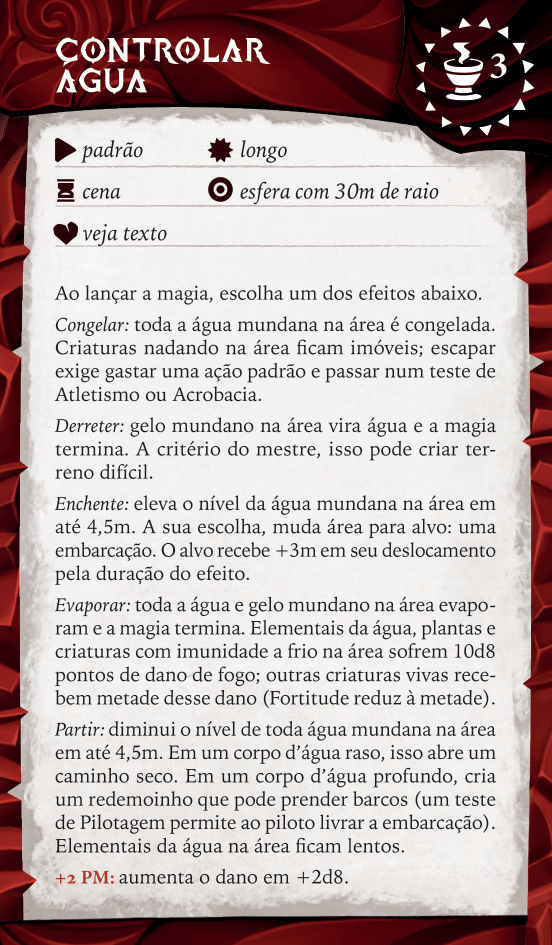 CONTROLAR
ÁGUA
3
padrão longo
cena esfera com 30m de raio
veja texto
Ao lançar a magia, escolha um dos efeitos abaixo.
Congelar: toda a água mundana na área é congelada.
Criaturas nadando na área ficam imóveis; escapar
exige gastar uma ação padrão e passar num teste de
Atletismo ou Acrobacia.
Derreter: gelo mundano na área vira água e a magia
termina. A critério do mestre, isso pode criar ter-
reno difícil.
Enchente: eleva o nível da água mundana na área em
até 4,5m. A sua escolha, muda área para alvo: uma
embarcação. O alvo recebe +3m em seu deslocamento
pela duração do efeito.
Evaporar: toda a água e gelo mundano na área evapo-
ram e a magia termina. Elementais da água, plantas e
criaturas com imunidade a frio na área sofrem 10d8
pontos de dano de fogo; outras criaturas vivas rece-
bem metade desse dano (Fortitude reduz à metade).
Partir: diminui o nível de toda água mundana na área
em até 4,5m. Em um corpo d'água raso, isso abre um
caminho seco. Em um corpo d'água profundo, cria
um redemoinho que pode prender barcos (um teste
de Pilotagem permite ao piloto livrar a embarcação).
Elementais da água na área ficam lentos.
+2 PM: aumenta o dano em +2d8.